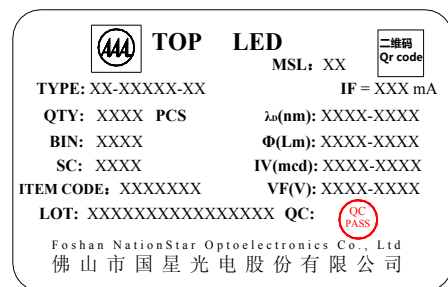 TOP LED
二维码
Qr code
MSL: XX
TYPE: XX-XXXXX-XX IF = XXX mA
QTY: XXXX PCS λD(nm): XXXX-XXXX
BIN: XXXX Φ(Lm): XXXX-XXXX
SC: XXXX IV(mcd): XXXX-XXXX
ITEM CODE: XXXXXXX VF(V): XXXX-XXXX
LOT: XXXXXXXXXXXXXXXX QC: QC
PASS
Foshan NationStar Optoelectronics Co., Ltd
佛山市国星光电股份有限公司